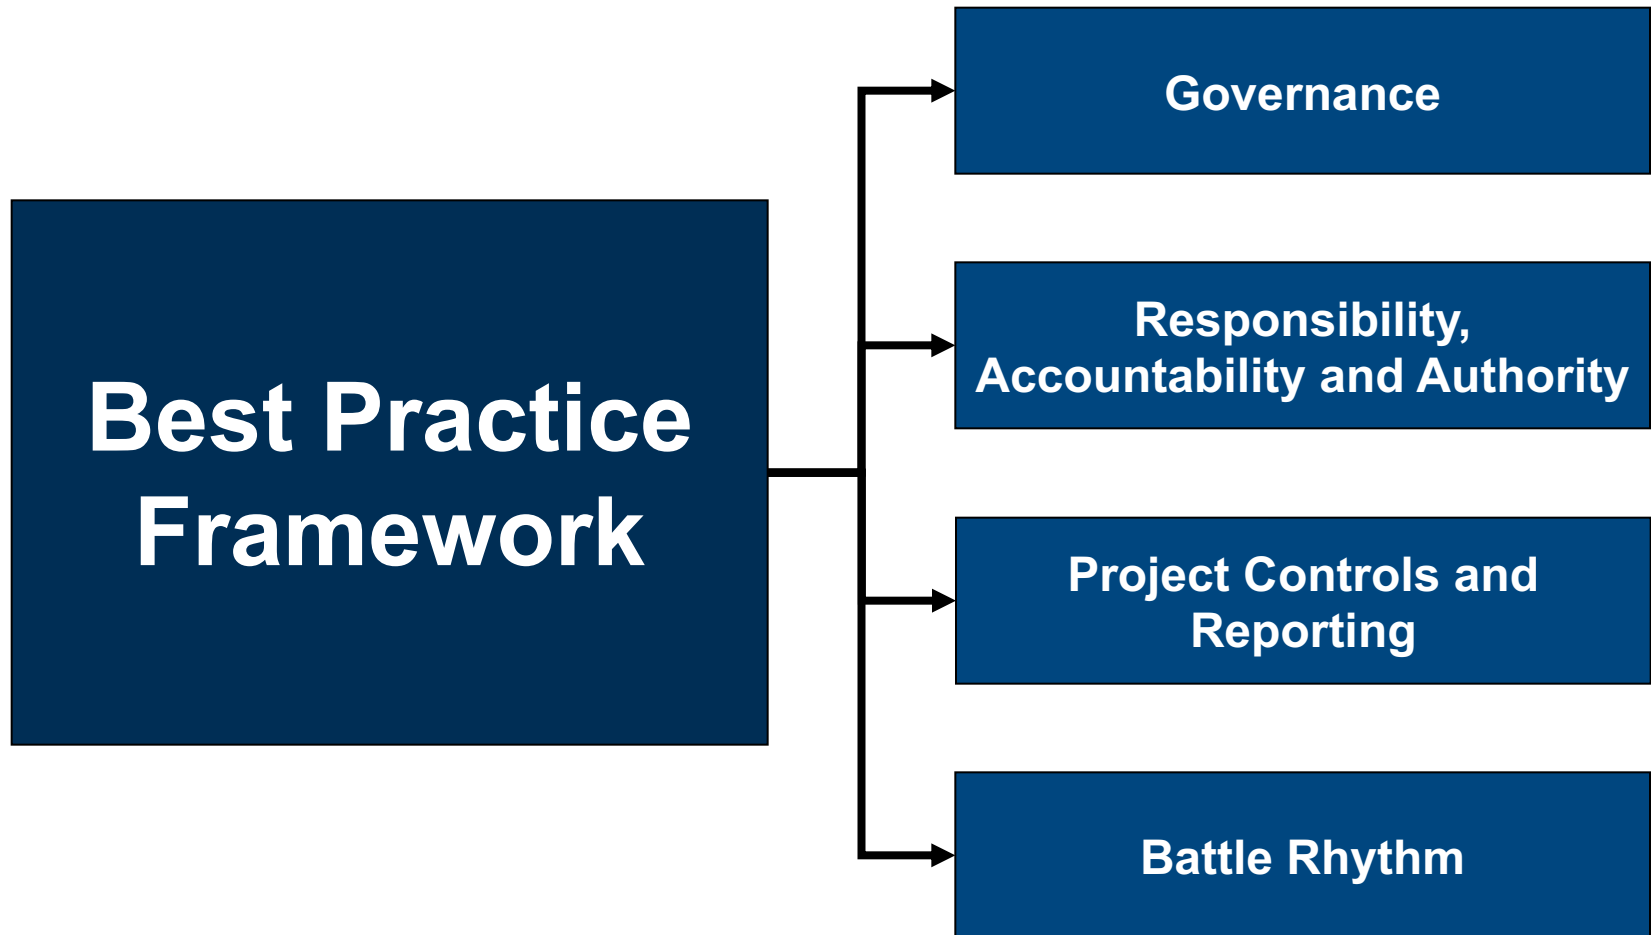 Best Practice
Framework
Governance
Responsibility,
Accountability and Authority
Project Controls and
Reporting
Battle Rhythm